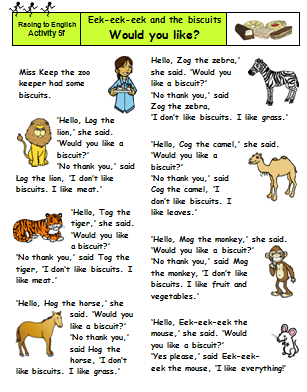 Racing to English
Activity 5f
Eek-eek-eek and the biscuits
Would you like?
Miss Keep the zoo
keeper had some
biscuits.
'Hello, Log the
lion,' she said.
'Would you like a
biscuit?'
'No thank you,' said
Log the lion, 'I don't like
biscuits. I like meat.'
'Hello, Tog the
tiger,' she said.
'Would you like
a biscuit?'
'No thank you,' said Tog the
tiger, 'I don't like biscuits. I
like meat.'
'Hello, Hog the horse,' she
said. 'Would you
like a biscuit?'
'No thank you,'
said Hog the
horse, 'I don't
like biscuits. I like grass.'
'Hello, Zog the zebra,'
she said. 'Would you
like a biscuit?'
'No thank you,' said
Zog the zebra,
'I don't like biscuits. I like grass.'
'Hello, Cog the camel,' she said.
'Would you like a
biscuit?'
'No thank you,' said
Cog the camel, 'I
don't like biscuits. I
like leaves.'
'Hello, Mog the monkey,' she said.
'Would you like a biscuit?'
'No thank you,' said Mog
the monkey, 'I don't like
biscuits. I like fruit and
vegetables.'
'Hello, Eek-eek-eek the
mouse,' she said. 'Would
you like a biscuit?'
'Yes please,' said Eek-eek-
eek the mouse, 'I like everything!'